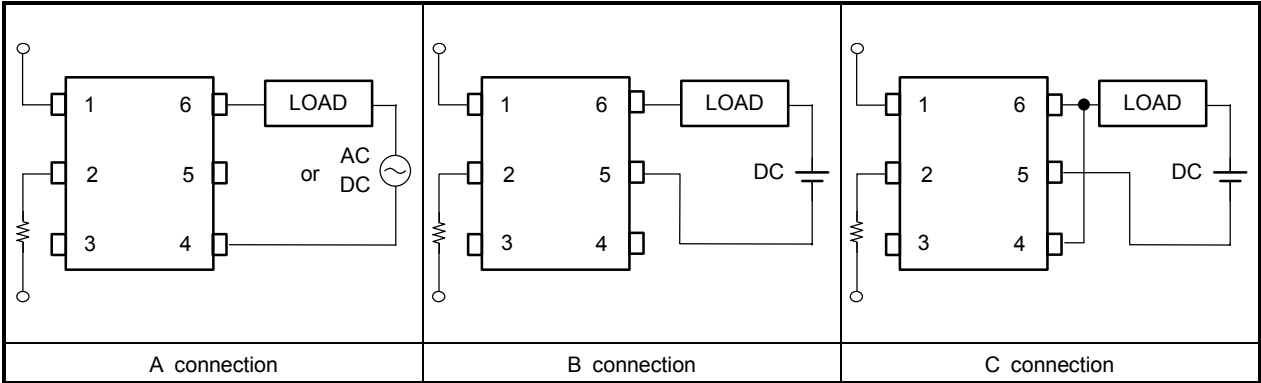 1 6 LOAD
AC
2 5 or DC
3 4
A connection
1 6 LOAD
2 5 DC
3 4
B connection
1 6 LOAD
2 5 DC
3 4
C connection